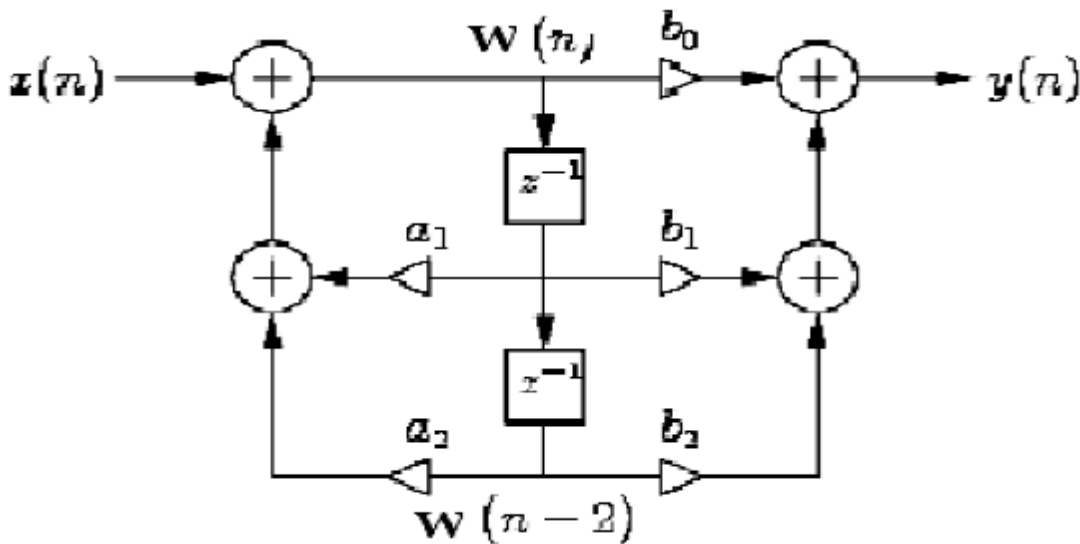 w (n) b₀
x(n) + + y(n)
z⁻¹
a₁ b₁
+ +
z⁻¹
a₂ b₂
w (n − 2)